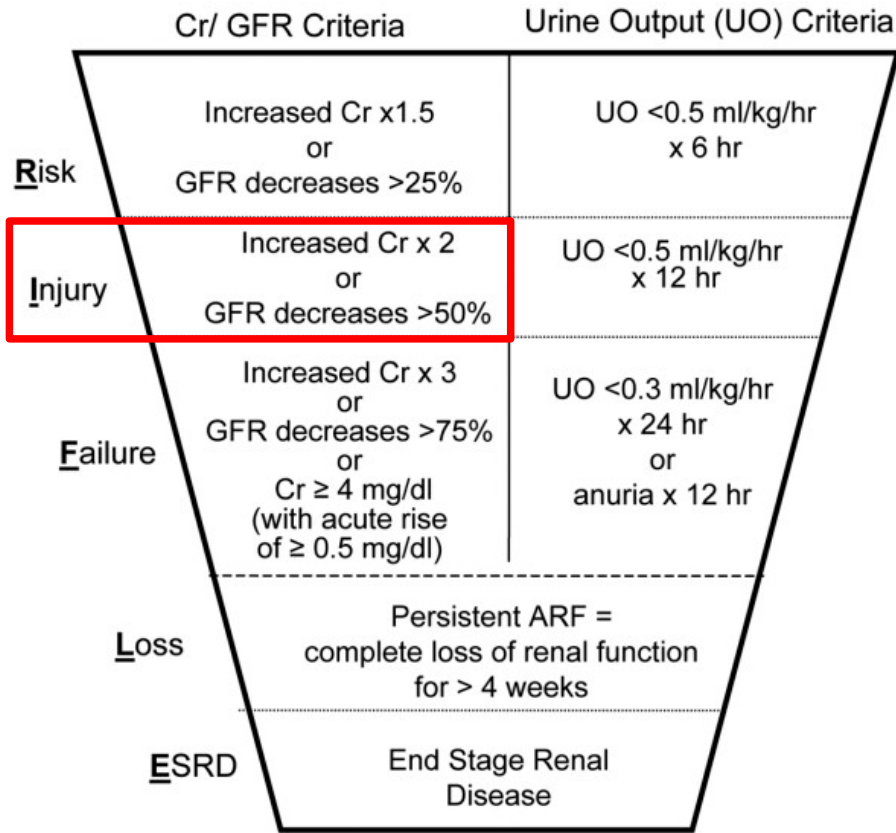 Cr/ GFR Criteria
Urine Output (UO) Criteria
Risk
Increased Cr x1.5
or
GFR decreases >25%
UO <0.5 ml/kg/hr
x 6 hr
Injury
Increased Cr x 2
or
GFR decreases >50%
UO <0.5 ml/kg/hr
x 12 hr
Failure
Increased Cr x 3
or
GFR decreases >75%
or
Cr ≥ 4 mg/dl
(with acute rise
of ≥ 0.5 mg/dl)
UO <0.3 ml/kg/hr
x 24 hr
or
anuria x 12 hr
Loss
Persistent ARF =
complete loss of renal function
for > 4 weeks
ESRD
End Stage Renal
Disease